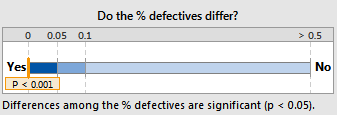 Do the % defectives differ?
0 0.05 0.1 > 0.5
Yes No
P < 0.001
Differences among the % defectives are significant (p < 0.05).